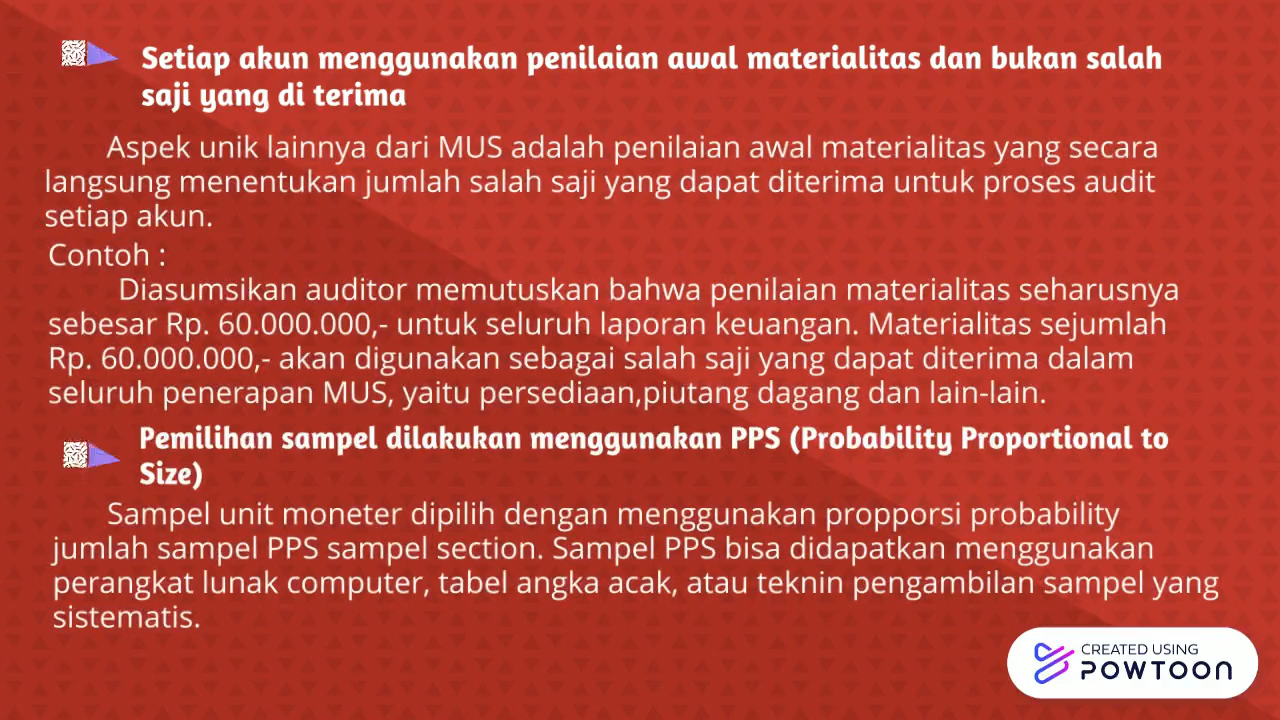 Setiap akun menggunakan penilaian awal materialitas dan bukan salah
saji yang di terima
Aspek unik lainnya dari MUS adalah penilaian awal materialitas yang secara
langsung menentukan jumlah salah saji yang dapat diterima untuk proses audit
setiap akun.
Contoh :
Diasumsikan auditor memutuskan bahwa penilaian materialitas seharusnya
sebesar Rp. 60.000.000,- untuk seluruh laporan keuangan. Materialitas sejumlah
Rp. 60.000.000,- akan digunakan sebagai salah saji yang dapat diterima dalam
seluruh penerapan MUS, yaitu persediaan,piutang dagang dan lain-lain.
Pemilihan sampel dilakukan menggunakan PPS (Probability Proportional to
Size)
Sampel unit moneter dipilih dengan menggunakan propporsi probability
jumlah sampel PPS sampel section. Sampel PPS bisa didapatkan menggunakan
perangkat lunak computer, tabel angka acak, atau teknin pengambilan sampel yang
sistematis.
CREATED USING
POWTOON